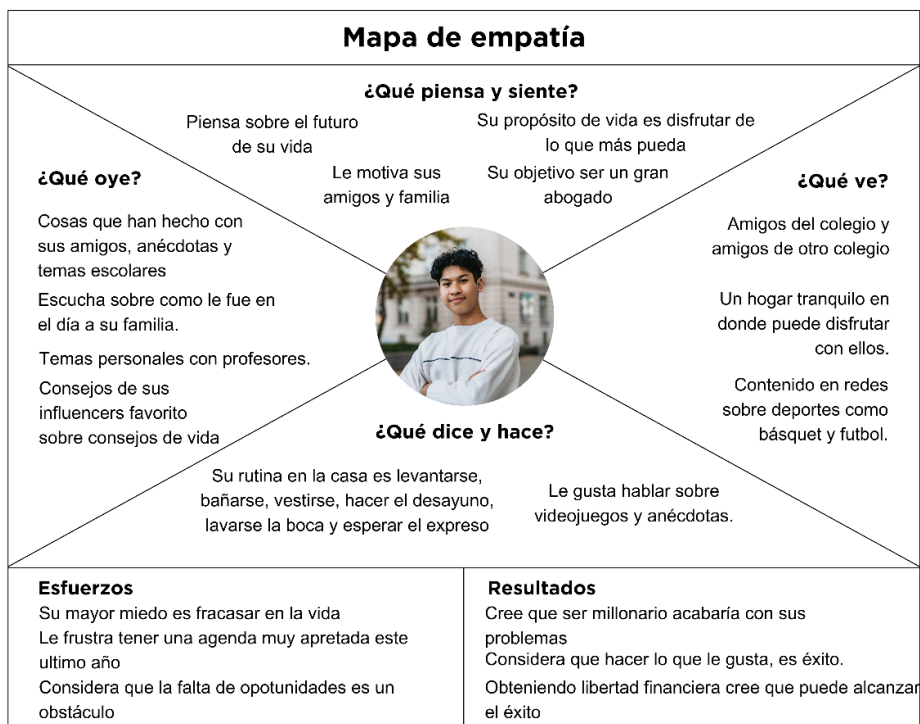 Mapa de empatía
¿Qué piensa y siente?
Piensa sobre el futuro
de su vida
Su propósito de vida es disfrutar de
lo que más pueda
Le motiva sus
amigos y familia
Su objetivo ser un gran
abogado
¿Qué oye?
Cosas que han hecho con
sus amigos, anécdotas y
temas escolares
Escucha sobre como le fue en
el día a su familia.
Temas personales con profesores.
Consejos de sus
influencers favorito
sobre consejos de vida
¿Qué ve?
Amigos del colegio y
amigos de otro colegio
Un hogar tranquilo en
donde puede disfrutar
con ellos.
Contenido en redes
sobre deportes como
básquet y futbol.
¿Qué dice y hace?
Su rutina en la casa es levantarse,
bañarse, vestirse, hacer el desayuno,
lavarse la boca y esperar el expreso
Le gusta hablar sobre
videojuegos y anécdotas.
Esfuerzos
Su mayor miedo es fracasar en la vida
Le frustra tener una agenda muy apretada este
ultimo año
Considera que la falta de opotunidades es un
obstáculo
Resultados
Cree que ser millonario acabaría con sus
problemas
Considera que hacer lo que le gusta, es éxito.
Obteniendo libertad financiera cree que puede alcanzar
el éxito